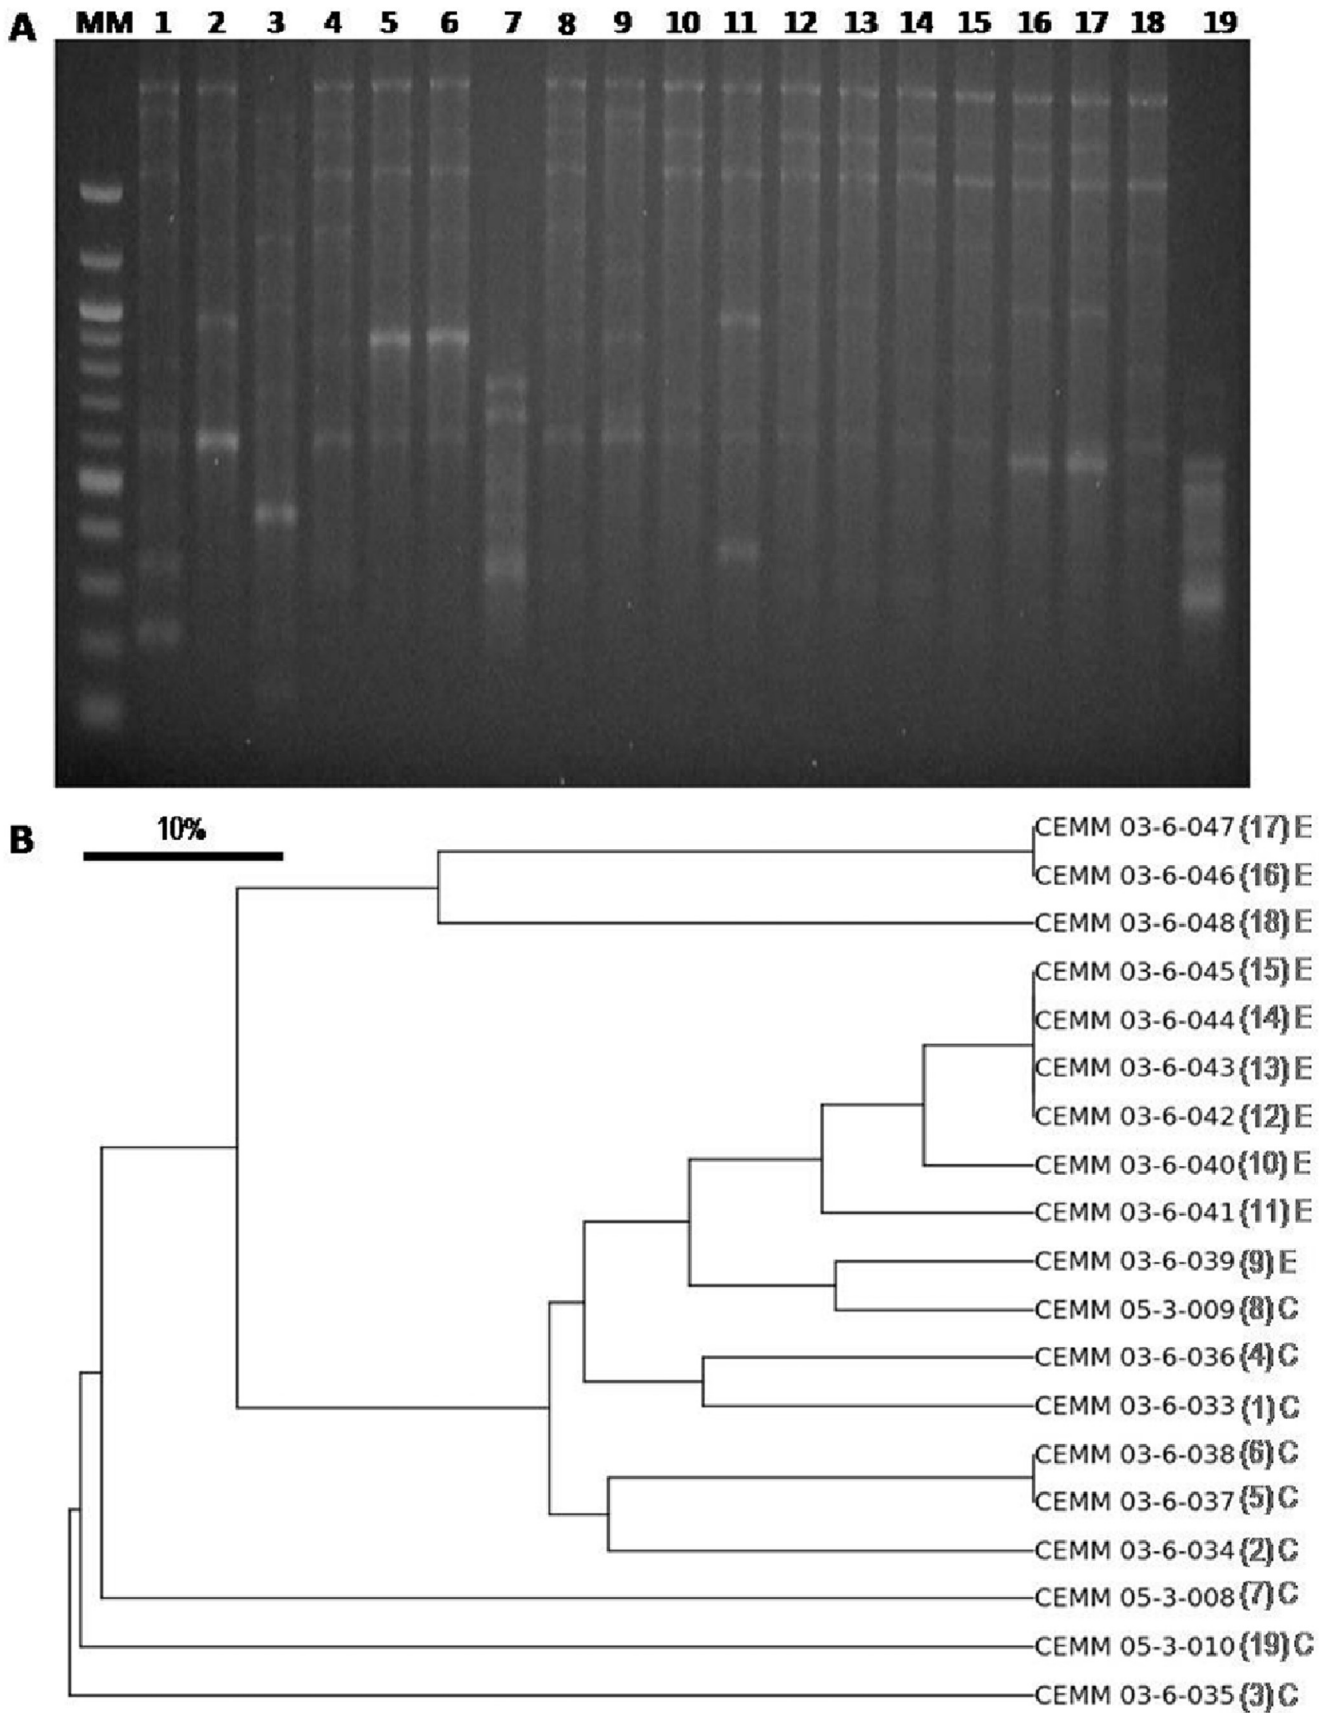 A MM 1 2 3 4 5 6 7 8 9 10 11 12 13 14 15 16 17 18 19
B 10%
CEMM 03-6-047(17)E
CEMM 03-6-046(16)E
CEMM 03-6-048(18)E
CEMM 03-6-045(15)E
CEMM 03-6-044(14)E
CEMM 03-6-043(13)E
CEMM 03-6-042(12)E
CEMM 03-6-040(10)E
CEMM 03-6-041(11)E
CEMM 03-6-039(9)E
CEMM 05-3-009(8)C
CEMM 03-6-036(4)C
CEMM 03-6-033(1)C
CEMM 03-6-038(6)C
CEMM 03-6-037(5)C
CEMM 03-6-034(2)C
CEMM 05-3-008(7)C
CEMM 05-3-010(19)C
CEMM 03-6-035(3)C